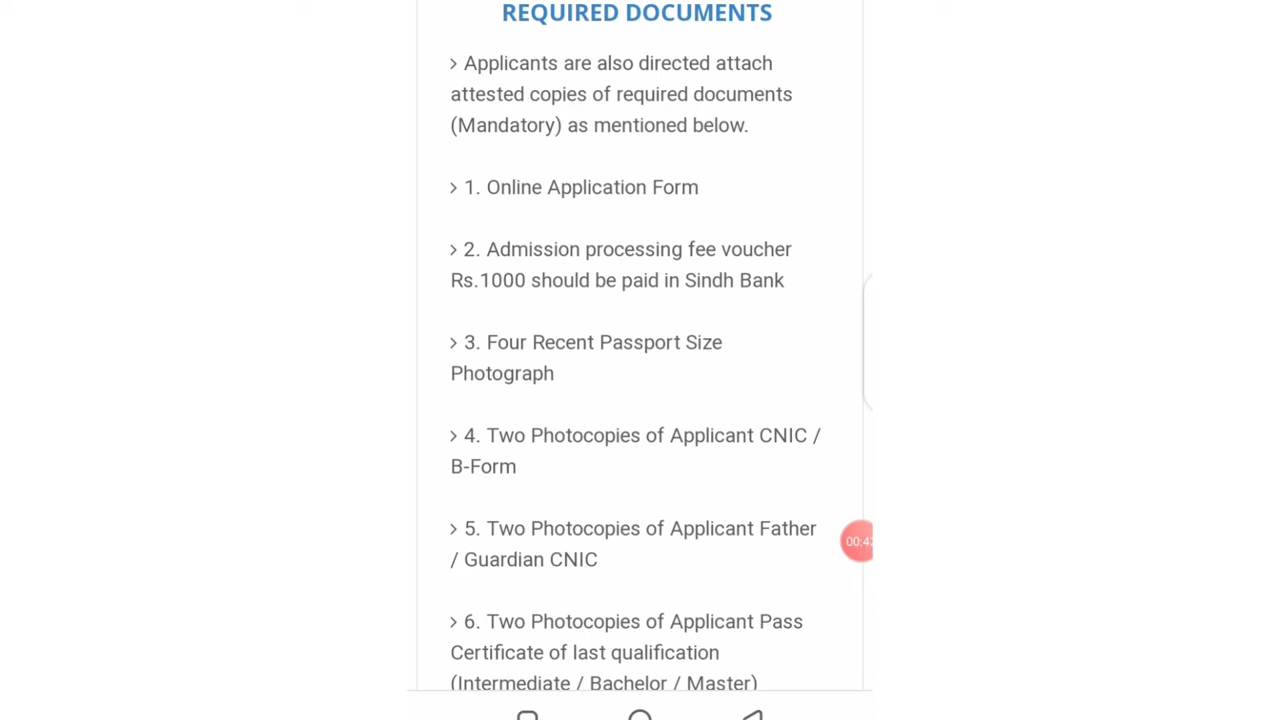 REQUIRED DOCUMENTS
> Applicants are also directed attach
attested copies of required documents
(Mandatory) as mentioned below.
> 1. Online Application Form
> 2. Admission processing fee voucher
Rs.1000 should be paid in Sindh Bank
> 3. Four Recent Passport Size
Photograph
> 4. Two Photocopies of Applicant CNIC /
B-Form
> 5. Two Photocopies of Applicant Father
/ Guardian CNIC
> 6. Two Photocopies of Applicant Pass
Certificate of last qualification
(Intermediate / Bachelor / Master)